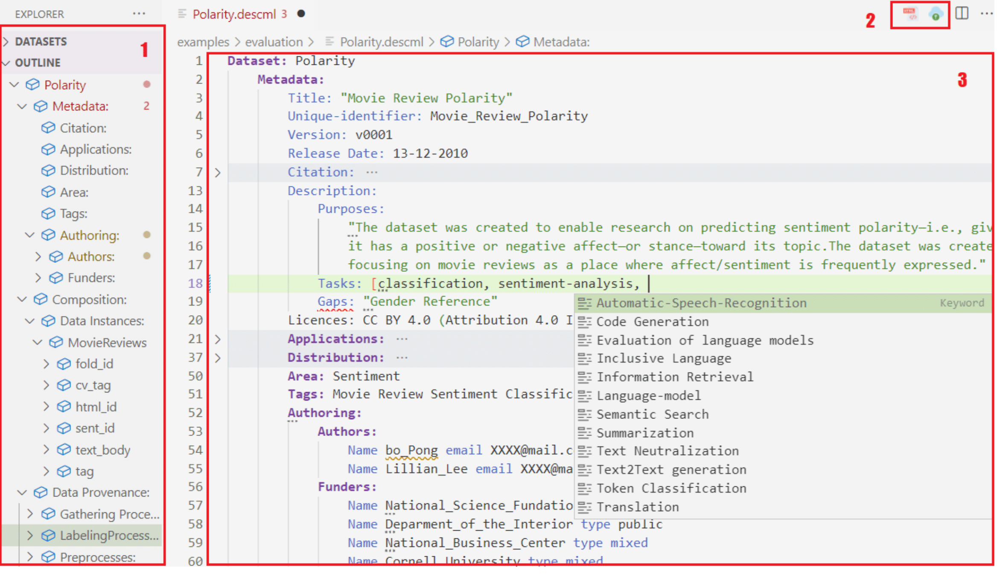 EXPLORER ...
DATASETS
1
OUTLINE
Polarity
Metadata: 2
Citation:
Applications:
Distribution:
Area:
Tags:
Authoring:
Authors:
Funders:
Composition:
Data Instances:
MovieReviews
fold_id
cv_tag
html_id
sent_id
text_body
tag
Data Provenance:
Gathering Proce...
LabelingProcess...
Preprocesses:
Polarity.descml 3
2
HTML
</>
...
examples > evaluation > Polarity.descml > Polarity > Metadata:
3
1 Dataset: Polarity
2 Metadata:
3 Title: "Movie Review Polarity"
4 Unique-identifier: Movie_Review_Polarity
5 Version: v0001
6 Release Date: 13-12-2010
7 > Citation: ...
13 Description:
14 Purposes:
15 "The dataset was created to enable research on predicting sentiment polarity—i.e., giv
16 it has a positive or negative affect—or stance—toward its topic.The dataset was create
17 focusing on movie reviews as a place where affect/sentiment is frequently expressed."
18 Tasks: [classification, sentiment-analysis,
19 Gaps: "Gender Reference"
20 Licences: CC BY 4.0 (Attribution 4.0 I
21 > Applications: ...
37 > Distribution: ...
50 Area: Sentiment
51 Tags: Movie Review Sentiment Classific
52 Authoring:
53 Authors:
54 Name bo_Pong email XXXX@mail.c
55 Name Lillian_Lee email XXXX@ma
56 Funders:
57 Name National_Science_Fundatio
58 Name Deparment_of_the_Interior type public
59 Name National_Business_Center type mixed
60 Name Cornell University type mixed
Automatic-Speech-Recognition Keyword
Code Generation
Evaluation of language models
Inclusive Language
Information Retrieval
Language-model
Semantic Search
Summarization
Text Neutralization
Text2Text generation
Token Classification
Translation